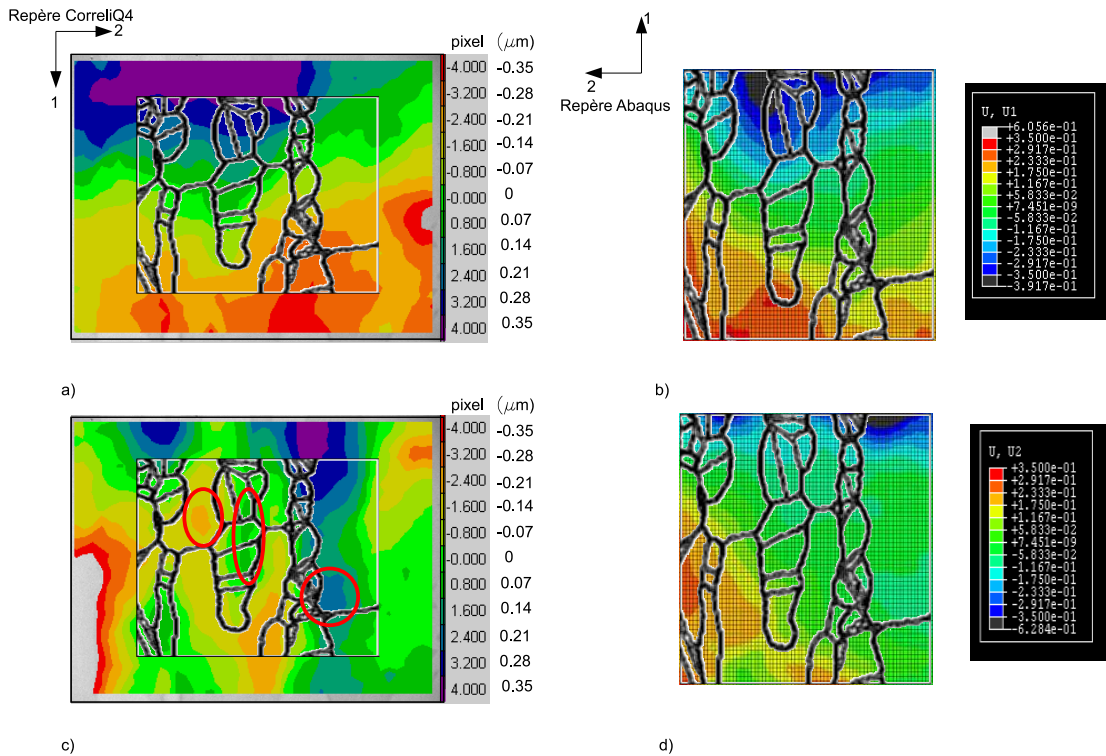 Repère CorreliQ4
2
1
pixel (μm)
-4.000 -0.35
-3.200 -0.28
-2.400 -0.21
-1.600 -0.14
-0.800 -0.07
-0.000 0
0.800 0.07
1.600 0.14
2.400 0.21
3.200 0.28
4.000 0.35
a)
1
2
Repère Abaqus
U, U1
+6.056e-01
+3.500e-01
+2.917e-01
+2.333e-01
+1.750e-01
+1.167e-01
+5.833e-02
+7.451e-09
-5.833e-02
-1.167e-01
-1.750e-01
-2.333e-01
-2.917e-01
-3.500e-01
-3.917e-01
b)
pixel (μm)
-4.000 -0.35
-3.200 -0.28
-2.400 -0.21
-1.600 -0.14
-0.800 -0.07
-0.000 0
0.800 0.07
1.600 0.14
2.400 0.21
3.200 0.28
4.000 0.35
c)
U, U2
+3.500e-01
+2.917e-01
+2.333e-01
+1.750e-01
+1.167e-01
+5.833e-02
+7.451e-09
-5.833e-02
-1.167e-01
-1.750e-01
-2.333e-01
-2.917e-01
-3.500e-01
-6.284e-01
d)